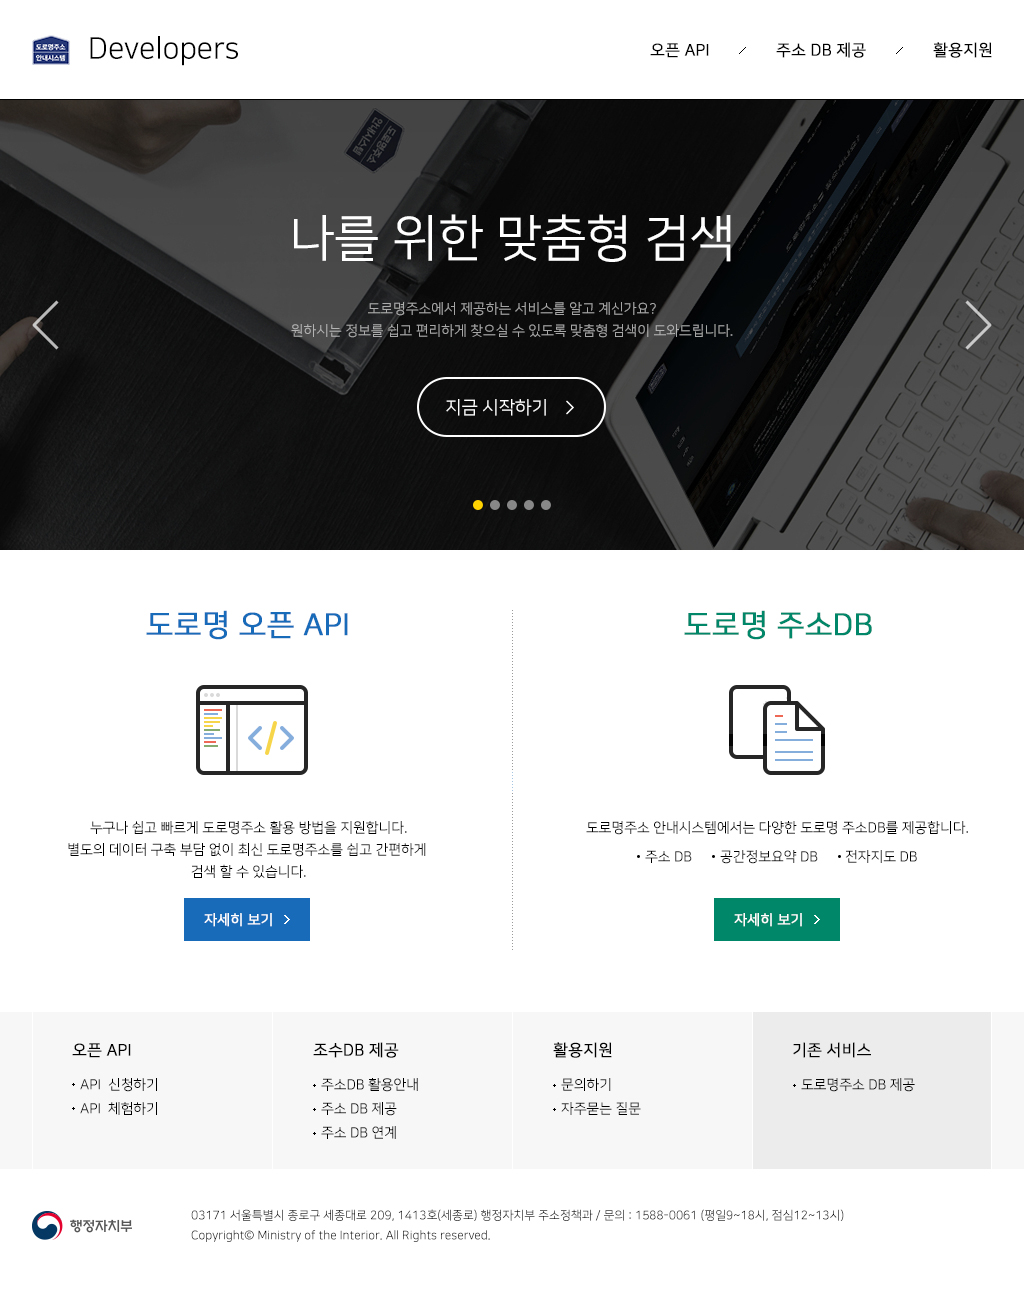 도로명주소
안내시스템
Developers
오픈 API / 주소 DB 제공 / 활용지원
도로명주소
안내시스템
나를 위한 맞춤형 검색
도로명주소에서 제공하는 서비스를 알고 계신가요?
원하시는 정보를 쉽고 편리하게 찾으실 수 있도록 맞춤형 검색이 도와드립니다.
지금 시작하기 >
도로명 오픈 API
</>
누구나 쉽고 빠르게 도로명주소 활용 방법을 지원합니다.
별도의 데이터 구축 부담 없이 최신 도로명주소를 쉽고 간편하게
검색 할 수 있습니다.
자세히 보기 >
도로명 주소DB
도로명주소 안내시스템에서는 다양한 도로명 주소DB를 제공합니다.
• 주소 DB • 공간정보요약 DB • 전자지도 DB
자세히 보기 >
오픈 API
• API 신청하기
• API 체험하기
조수DB 제공
• 주소DB 활용안내
• 주소 DB 제공
• 주소 DB 연계
활용지원
• 문의하기
• 자주묻는 질문
기존 서비스
• 도로명주소 DB 제공
행정자치부
03171 서울특별시 종로구 세종대로 209, 1413호(세종로) 행정자치부 주소정책과 / 문의 : 1588-0061 (평일9~18시, 점심12~13시)
Copyright© Ministry of the Interior. All Rights reserved.